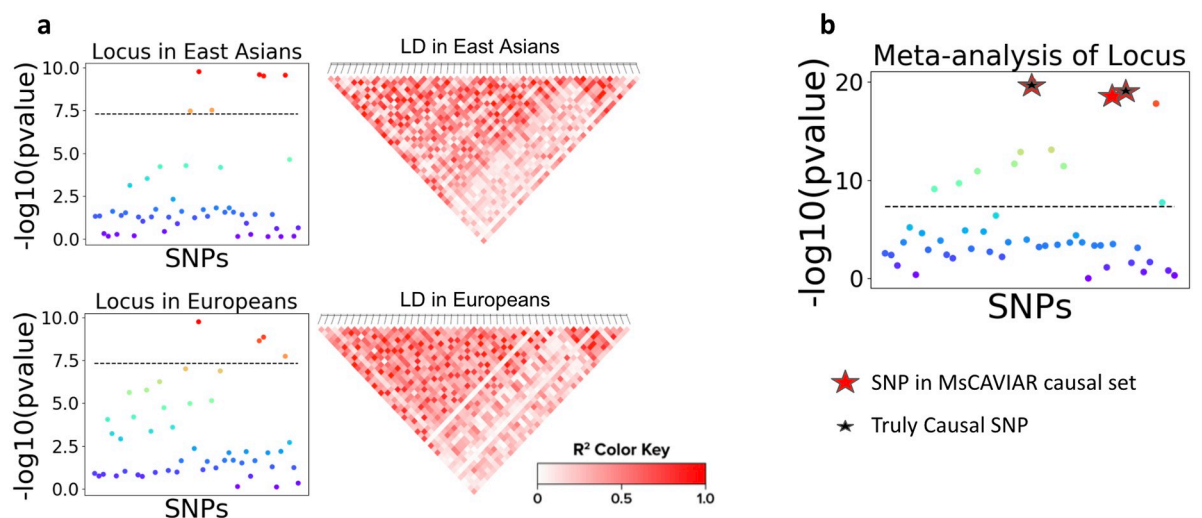 a
Locus in East Asians
-log10(pvalue)
10.0
7.5
5.0
2.5
0.0
SNPs
LD in East Asians
Locus in Europeans
-log10(pvalue)
10.0
7.5
5.0
2.5
0.0
SNPs
LD in Europeans
R² Color Key
0 0.5 1.0
b
Meta-analysis of Locus
-log10(pvalue)
20
10
0
SNPs
SNP in MsCAVIAR causal set
Truly Causal SNP